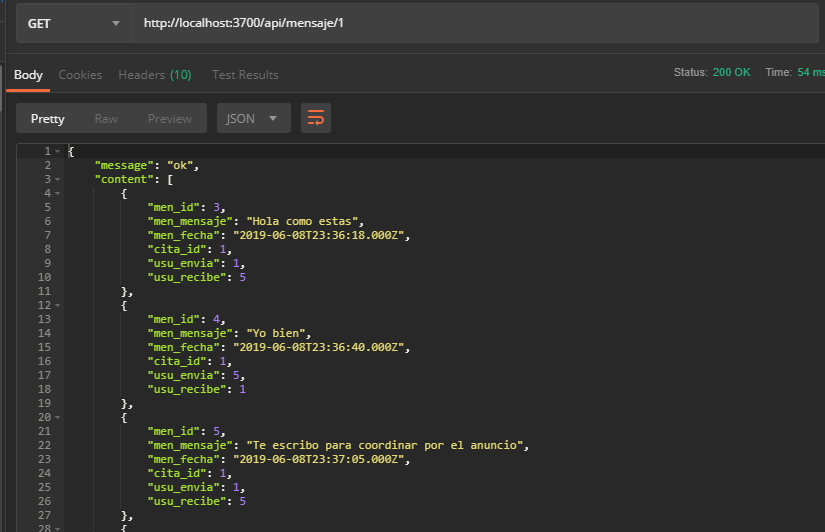 GET http://localhost:3700/api/mensaje/1
Body Cookies Headers (10) Test Results Status: 200 OK Time: 54 ms
Pretty Raw Preview JSON
1 {
2 "message": "ok",
3 "content": [
4 {
5 "men_id": 3,
6 "men_mensaje": "Hola como estas",
7 "men_fecha": "2019-06-08T23:36:18.000Z",
8 "cita_id": 1,
9 "usu_envia": 1,
10 "usu_recibe": 5
11 },
12 {
13 "men_id": 4,
14 "men_mensaje": "Yo bien",
15 "men_fecha": "2019-06-08T23:36:40.000Z",
16 "cita_id": 1,
17 "usu_envia": 5,
18 "usu_recibe": 1
19 },
20 {
21 "men_id": 5,
22 "men_mensaje": "Te escribo para coordinar por el anuncio",
23 "men_fecha": "2019-06-08T23:37:05.000Z",
24 "cita_id": 1,
25 "usu_envia": 1,
26 "usu_recibe": 5
27 },
28 {